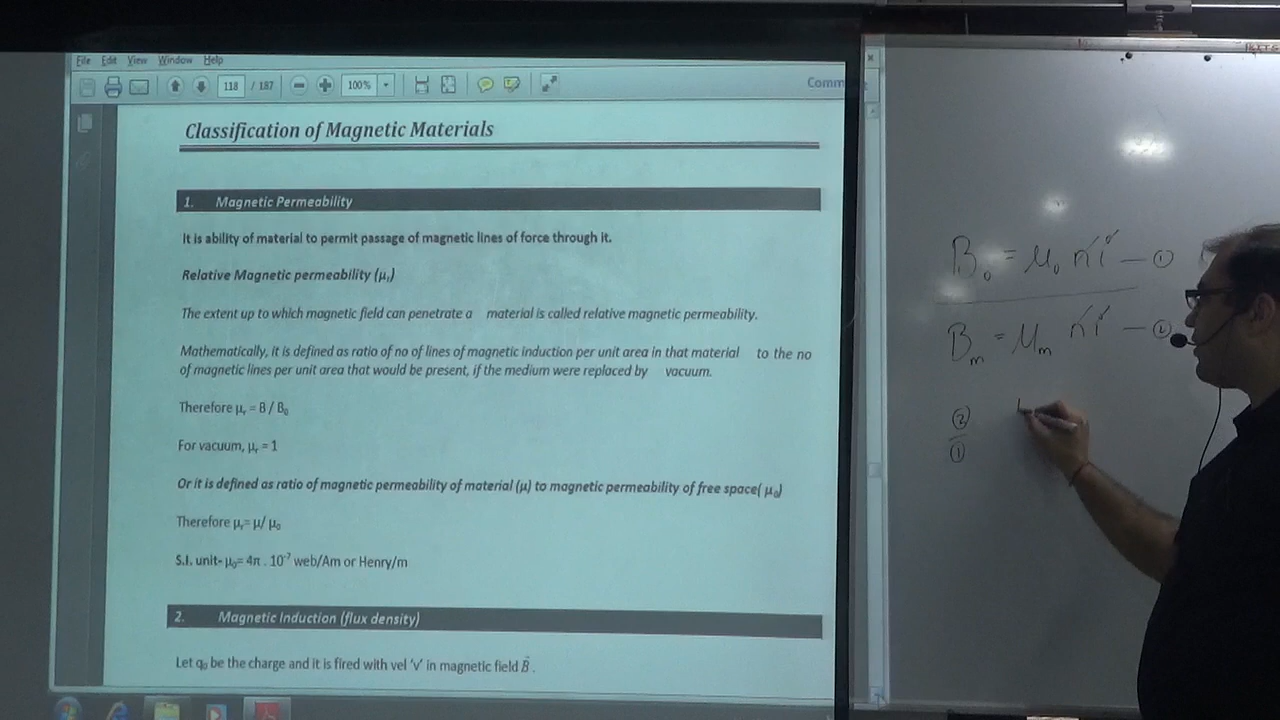 File Edit View Window Help
118 / 187 100% Comm
Classification of Magnetic Materials
1. Magnetic Permeability
It is ability of material to permit passage of magnetic lines of force through it.
Relative Magnetic permeability (μᵣ)
The extent up to which magnetic field can penetrate a material is called relative magnetic permeability.
Mathematically, it is defined as ratio of no of lines of magnetic induction per unit area in that material to the no
of magnetic lines per unit area that would be present, if the medium were replaced by vacuum.
Therefore μᵣ = B / B₀
For vacuum, μᵣ = 1
Or it is defined as ratio of magnetic permeability of material (μ) to magnetic permeability of free space( μ₀)
Therefore μᵣ= μ/ μ₀
S.I. unit- μ₀= 4π . 10⁻⁷ web/Am or Henry/m
2. Magnetic Induction (flux density)
Let q₀ be the charge and it is fired with vel 'v' in magnetic field B⃗ .
B₀ = μ₀ n i — ①
Bₘ = μₘ n i — ②
②
①